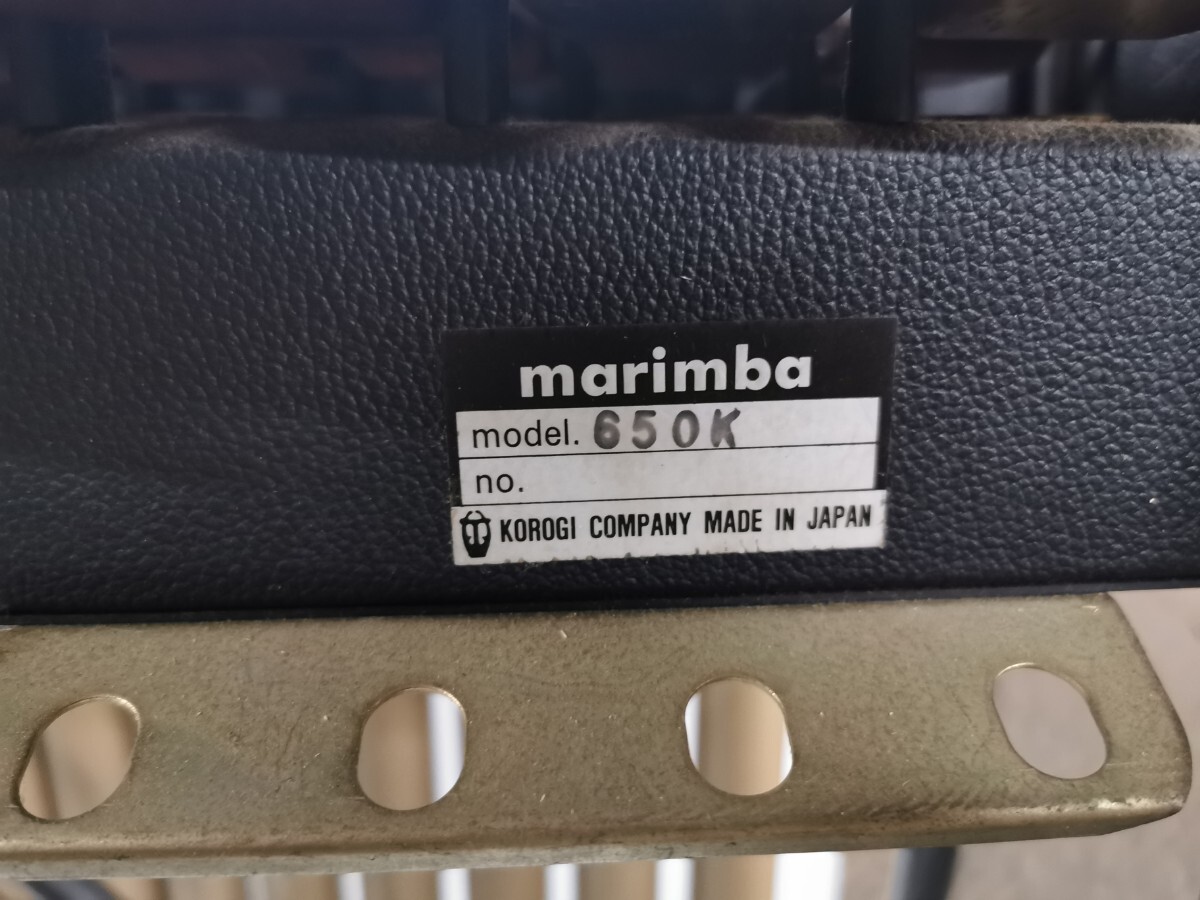 marimba
model. 650K
no.
KOROGI COMPANY MADE IN JAPAN